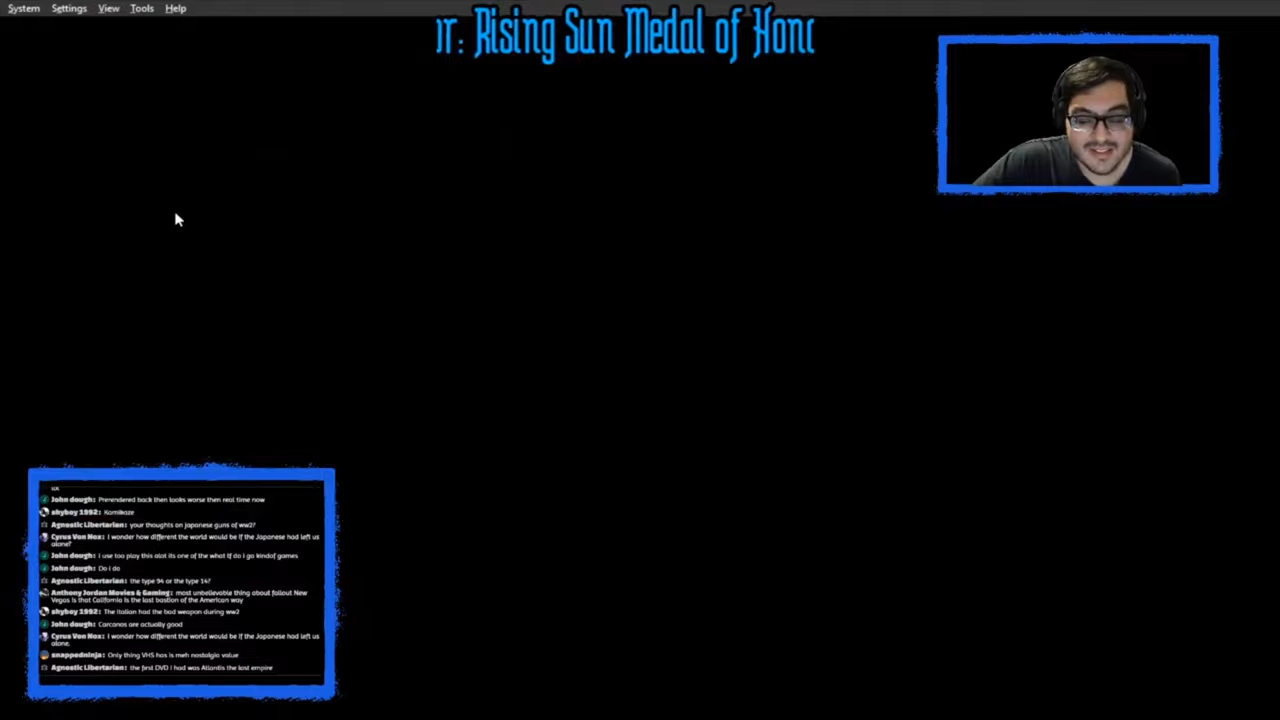 System Settings View Tools Help
r: Rising Sun Medal of Hono
John dough: Prerendered back then looks worse then real time now
shyboy 1992: Kamikaze
Agnostic Libertarian: your thoughts on japanese guns of ww2?
Cyrus Von Nox: I wonder how different the world would be if the Japanese had left us
alone?
John dough: I use too play this alot its one of the what if do i go kindof games
John dough: Do i do
Agnostic Libertarian: the type 94 or the type 14?
Anthony Jordan Movies & Gaming: most unbelievable thing about fallout New
Vegas is that California is the last bastion of the American way
shyboy 1992: The italian had the bad weapon during ww2
John dough: Carcanos are actually good
Cyrus Von Nox: I wonder how different the world would be if the Japanese had left us
alone.
snappedninja: Only thing VHS has is meh nostalgia value
Agnostic Libertarian: the first DVD I had was Atlantis the lost empire